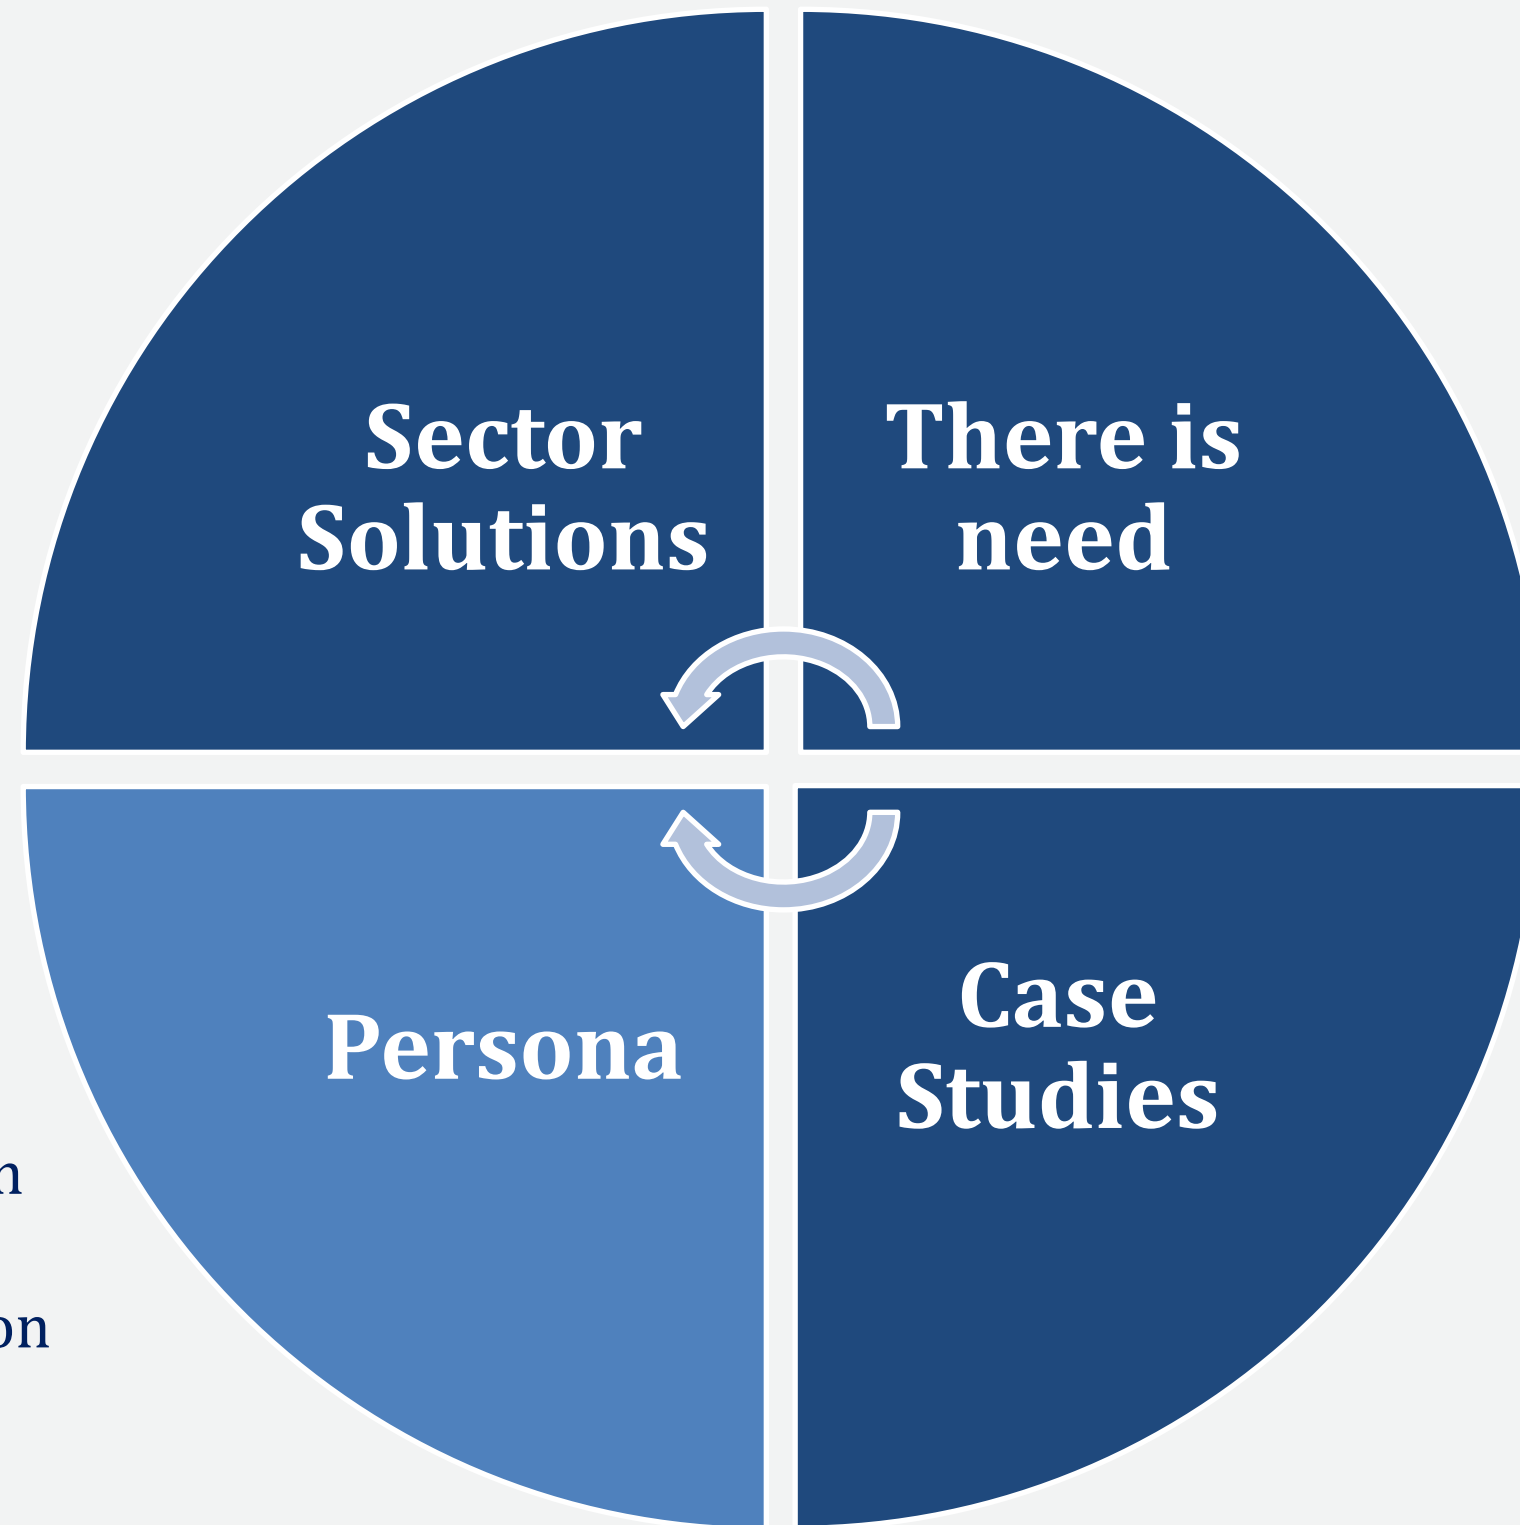 Sector
Solutions
There is
need
Persona
Case
Studies